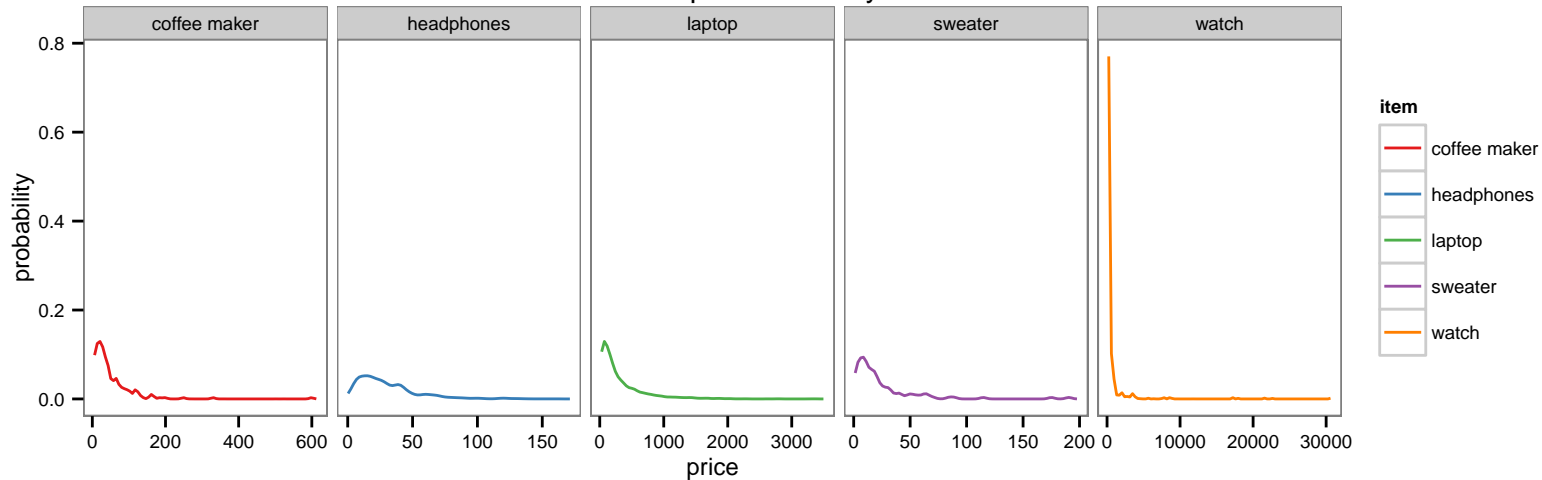 coffee maker headphones laptop sweater watch
0.8
0.6
0.4
0.2
0.0
probability
0 200 400 600 0 50 100 150 0 1000 2000 3000 0 50 100 150 200 0 10000 20000 30000
price
item
coffee maker
headphones
laptop
sweater
watch